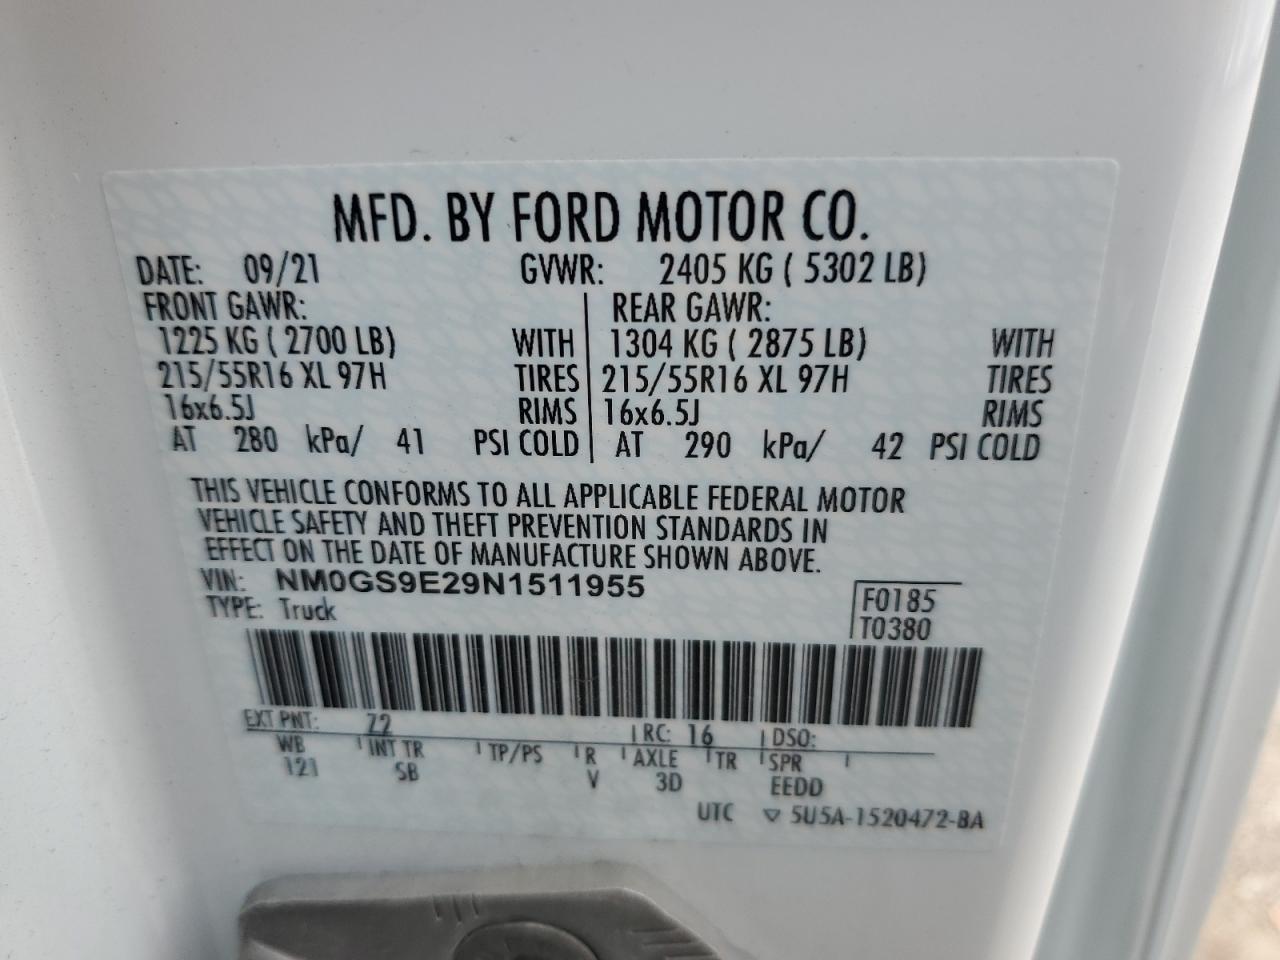 MFD. BY FORD MOTOR CO.
DATE: 09/21 GVWR: 2405 KG ( 5302 LB)
FRONT GAWR: REAR GAWR:
1225 KG ( 2700 LB) WITH 1304 KG ( 2875 LB) WITH
215/55R16 XL 97H TIRES 215/55R16 XL 97H TIRES
16x6.5J RIMS 16x6.5J RIMS
AT 280 kPa/ 41 PSI COLD AT 290 kPa/ 42 PSI COLD
THIS VEHICLE CONFORMS TO ALL APPLICABLE FEDERAL MOTOR
VEHICLE SAFETY AND THEFT PREVENTION STANDARDS IN
EFFECT ON THE DATE OF MANUFACTURE SHOWN ABOVE.
VIN: NM0GS9E29N1511955
TYPE: Truck
F0185
T0380
EXT PNT: Z2 RC: 16 DSO:
WB INT TR TP/PS R AXLE TR SPR
121 SB V 3D EEDD
UTC ▽ 5U5A-1520472-BA